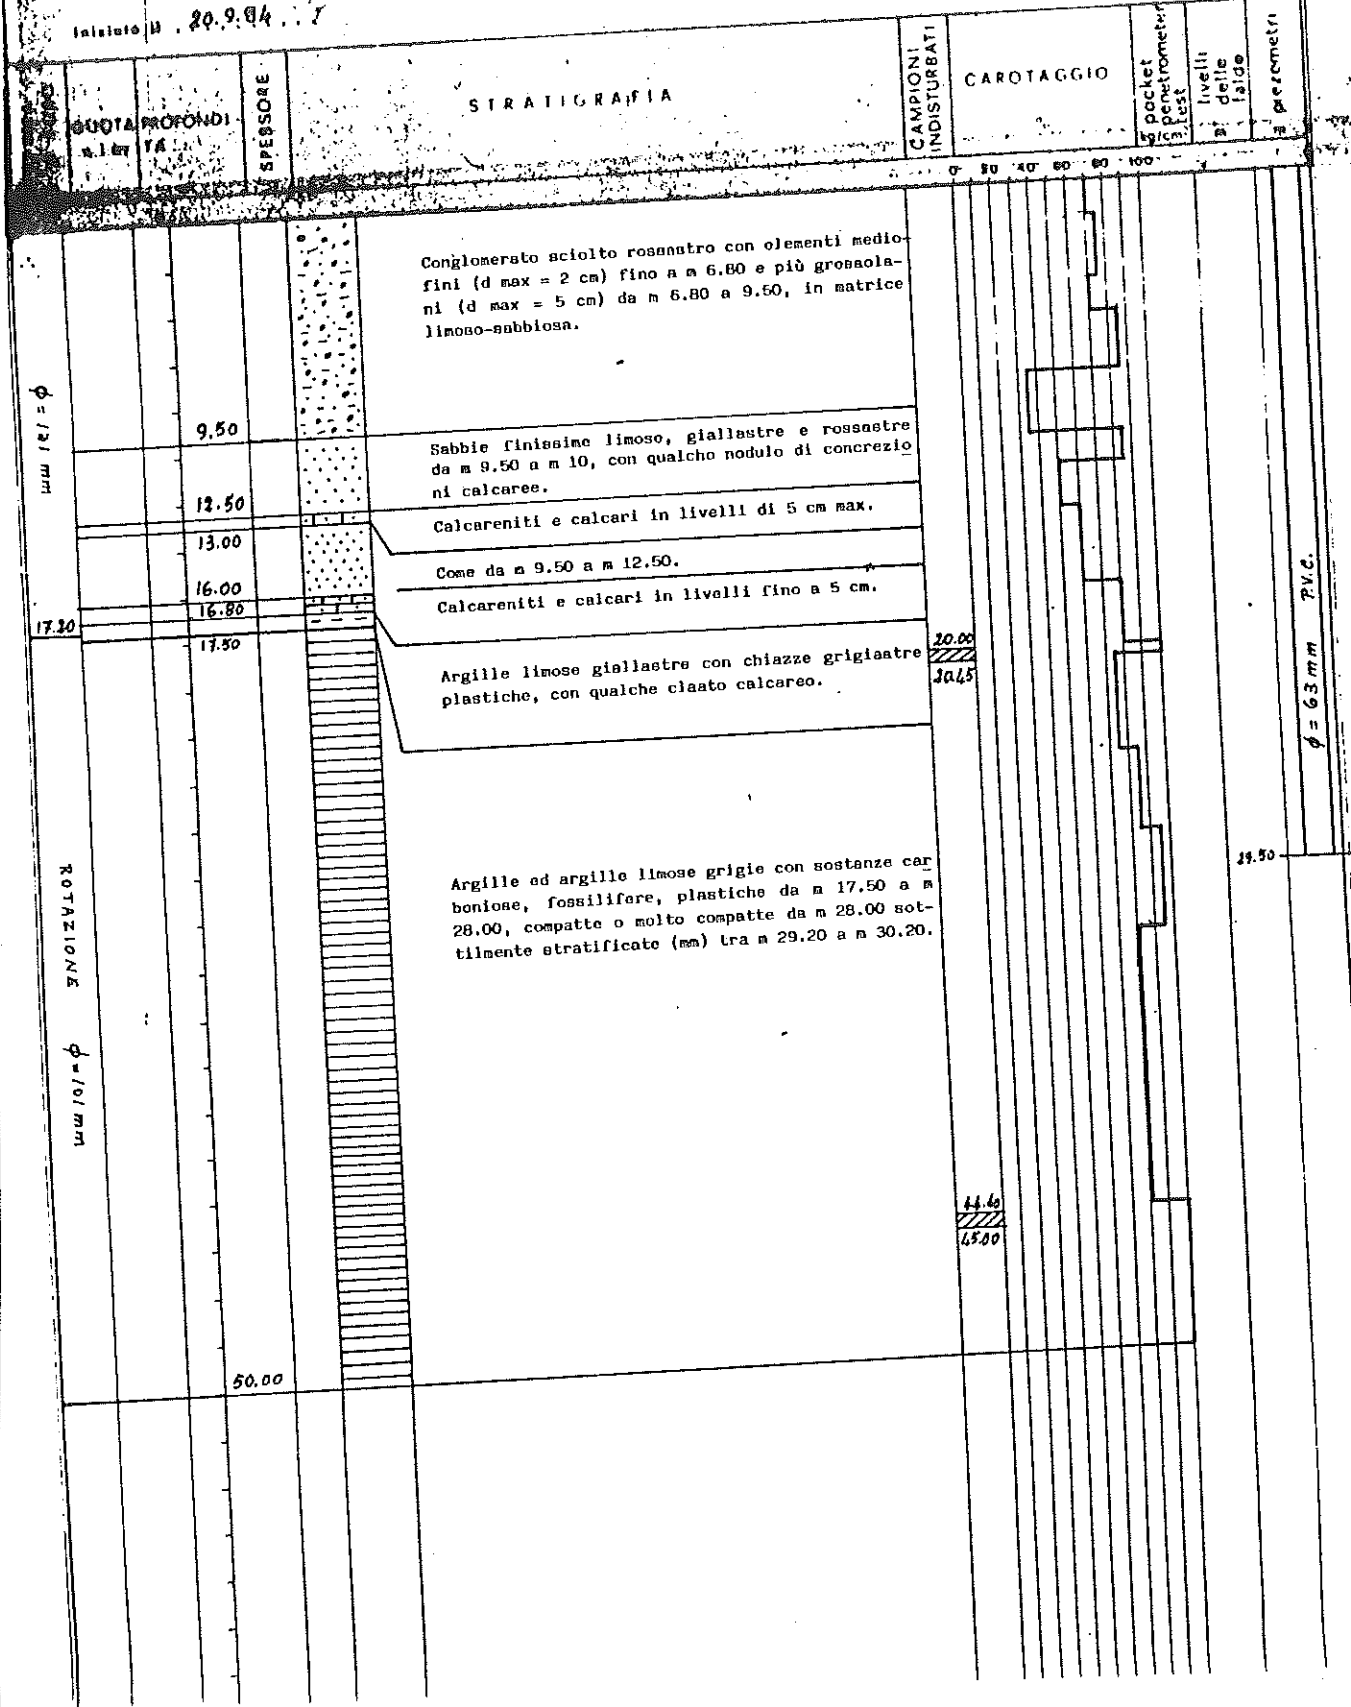 Iniziato il . 20.9.84 . .
QUOTA
PROFONDI-
TÀ
SPESSORE
STRATIGRAFIA
CAMPIONI
INDISTURBATI
CAROTAGGIO
pocket
penetrometer
test
livelli
delle
falde
piezometri
0 20 40 60 80 100
Conglomerato sciolto rossastro con elementi medio-
fini (d max = 2 cm) fino a m 6.80 e più grossola-
ni (d max = 5 cm) da m 6.80 a 9.50, in matrice
limoso-sabbiosa.
ϕ = 121 mm
9.50
Sabbie finissime limose, giallastre e rossastre
da m 9.50 a m 10, con qualche nodulo di concrezio
ni calcaree.
12.50
Calcareniti e calcari in livelli di 5 cm max.
13.00
Come da m 9.50 a m 12.50.
16.00
Calcareniti e calcari in livelli fino a 5 cm.
16.80
17.20
17.50
Argille limose giallastre con chiazze grigiastre
plastiche, con qualche clasto calcareo.
20.00
20.45
ϕ = 63 mm P.V.C.
29.50
Argille ed argille limose grigie con sostanze car
boniose, fossilifere, plastiche da m 17.50 a m
28.00, compatte o molto compatte da m 28.00 sot-
tilmente stratificate (mm) tra m 29.20 a m 30.20.
ROTAZIONE ϕ = 101 mm
44.40
45.00
50.00